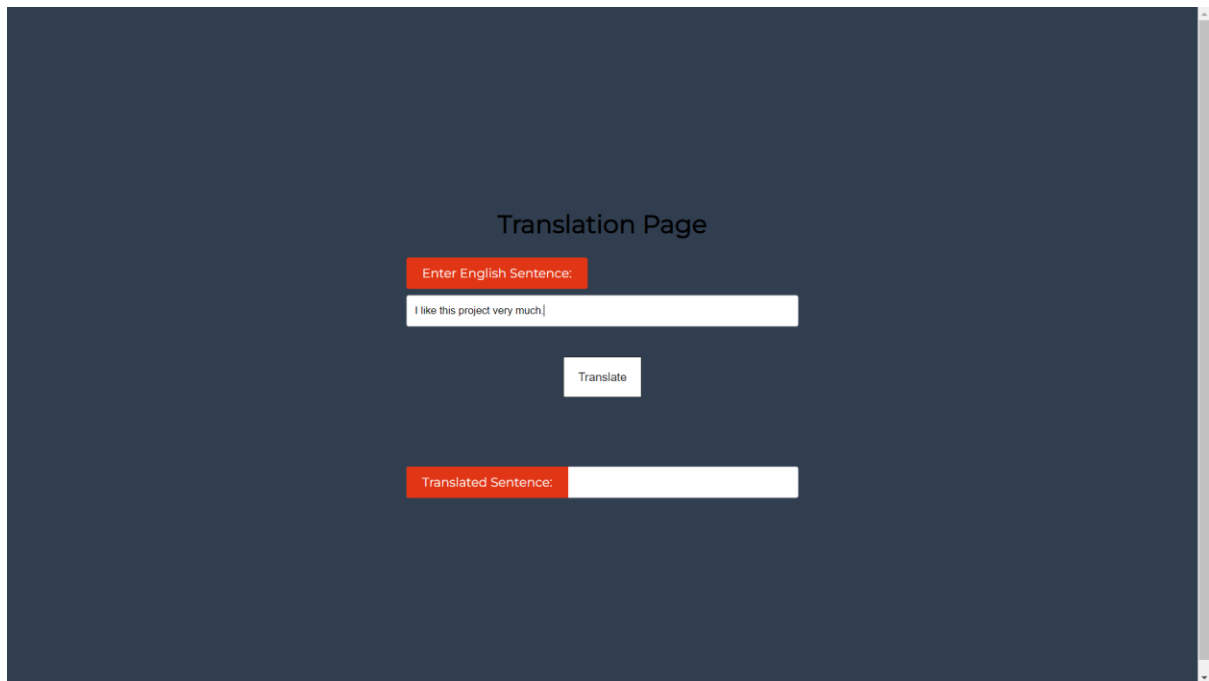 Translation Page
Enter English Sentence:
I like this project very much.
Translate
Translated Sentence: